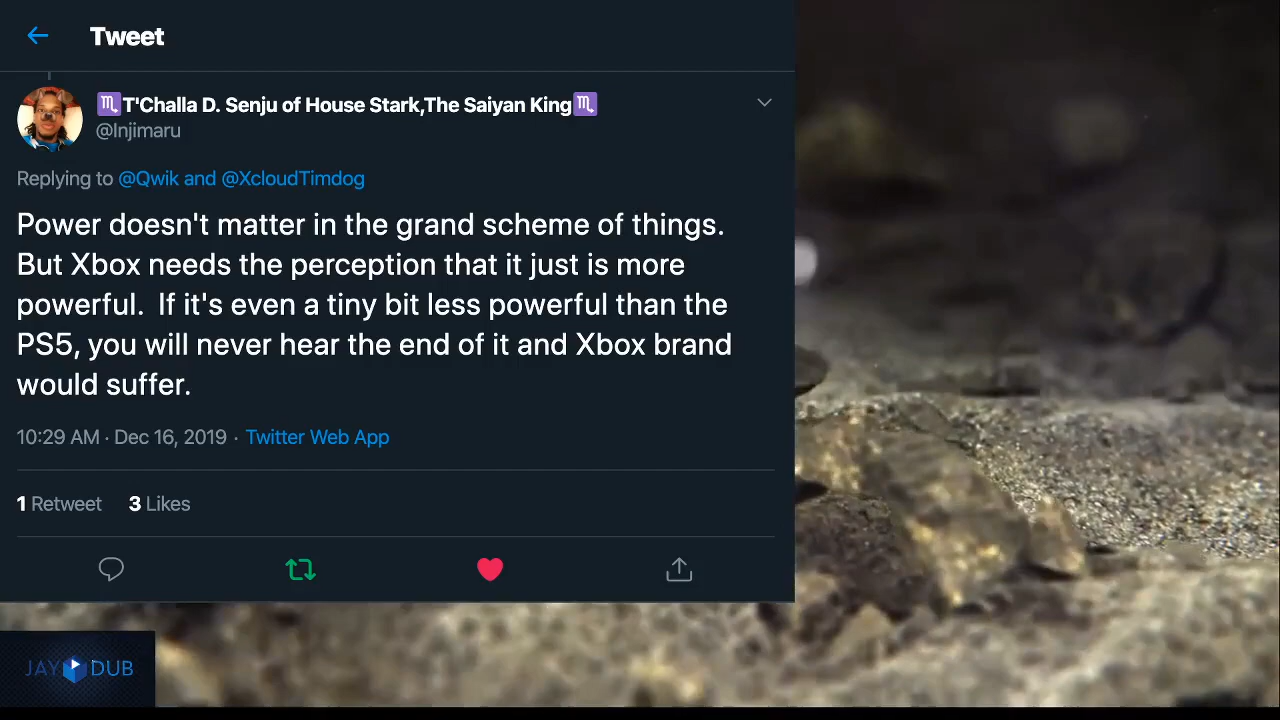 Tweet
♏T'Challa D. Senju of House Stark,The Saiyan King♏
@Injimaru
Replying to @Qwik and @XcloudTimdog
Power doesn't matter in the grand scheme of things.
But Xbox needs the perception that it just is more
powerful.  If it's even a tiny bit less powerful than the
PS5, you will never hear the end of it and Xbox brand
would suffer.
10:29 AM · Dec 16, 2019 · Twitter Web App
1 Retweet 3 Likes
JAY DUB